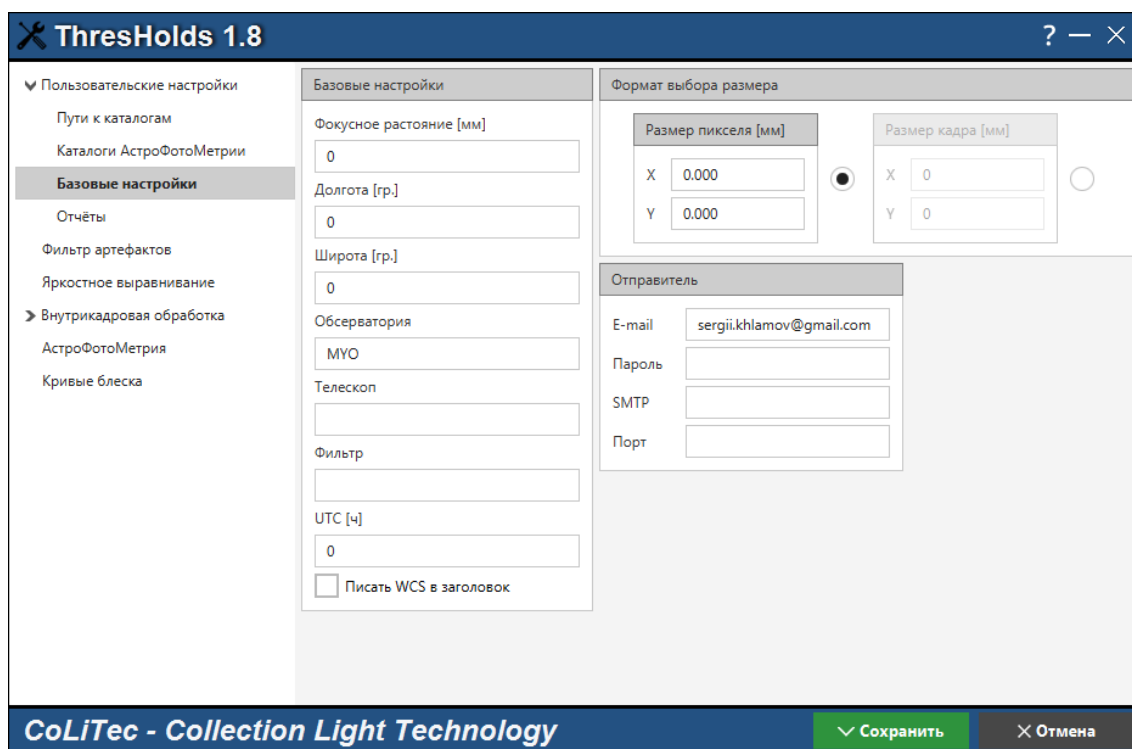 ThresHolds 1.8
?
Пользовательские настройки
Пути к каталогам
Каталоги АстроФотоМетрии
Базовые настройки
Отчёты
Фильтр артефактов
Яркостное выравнивание
Внутрикадровая обработка
АстроФотоМетрия
Кривые блеска
Базовые настройки
Фокусное растояние [мм]
0
Долгота [гр.]
0
Широта [гр.]
0
Обсерватория
MYO
Телескоп
Фильтр
UTC [ч]
0
Писать WCS в заголовок
Формат выбора размера
Размер пикселя [мм]
X 0.000
Y 0.000
Размер кадра [мм]
X 0
Y 0
Отправитель
E-mail sergii.khlamov@gmail.com
Пароль
SMTP
Порт
CoLiTec - Collection Light Technology
Сохранить
Отмена